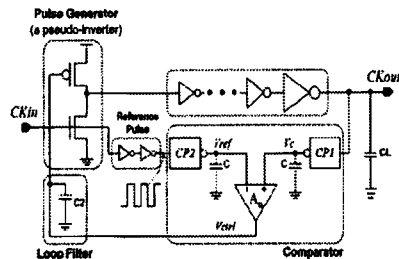 Pulse Generator
(a pseudo-inverter)
CKout
CKin
Reference
Pulse
CP2
Vref
C
Vc
C
CP1
CL
A
C2
Vctrl
Loop Filter
Comparator